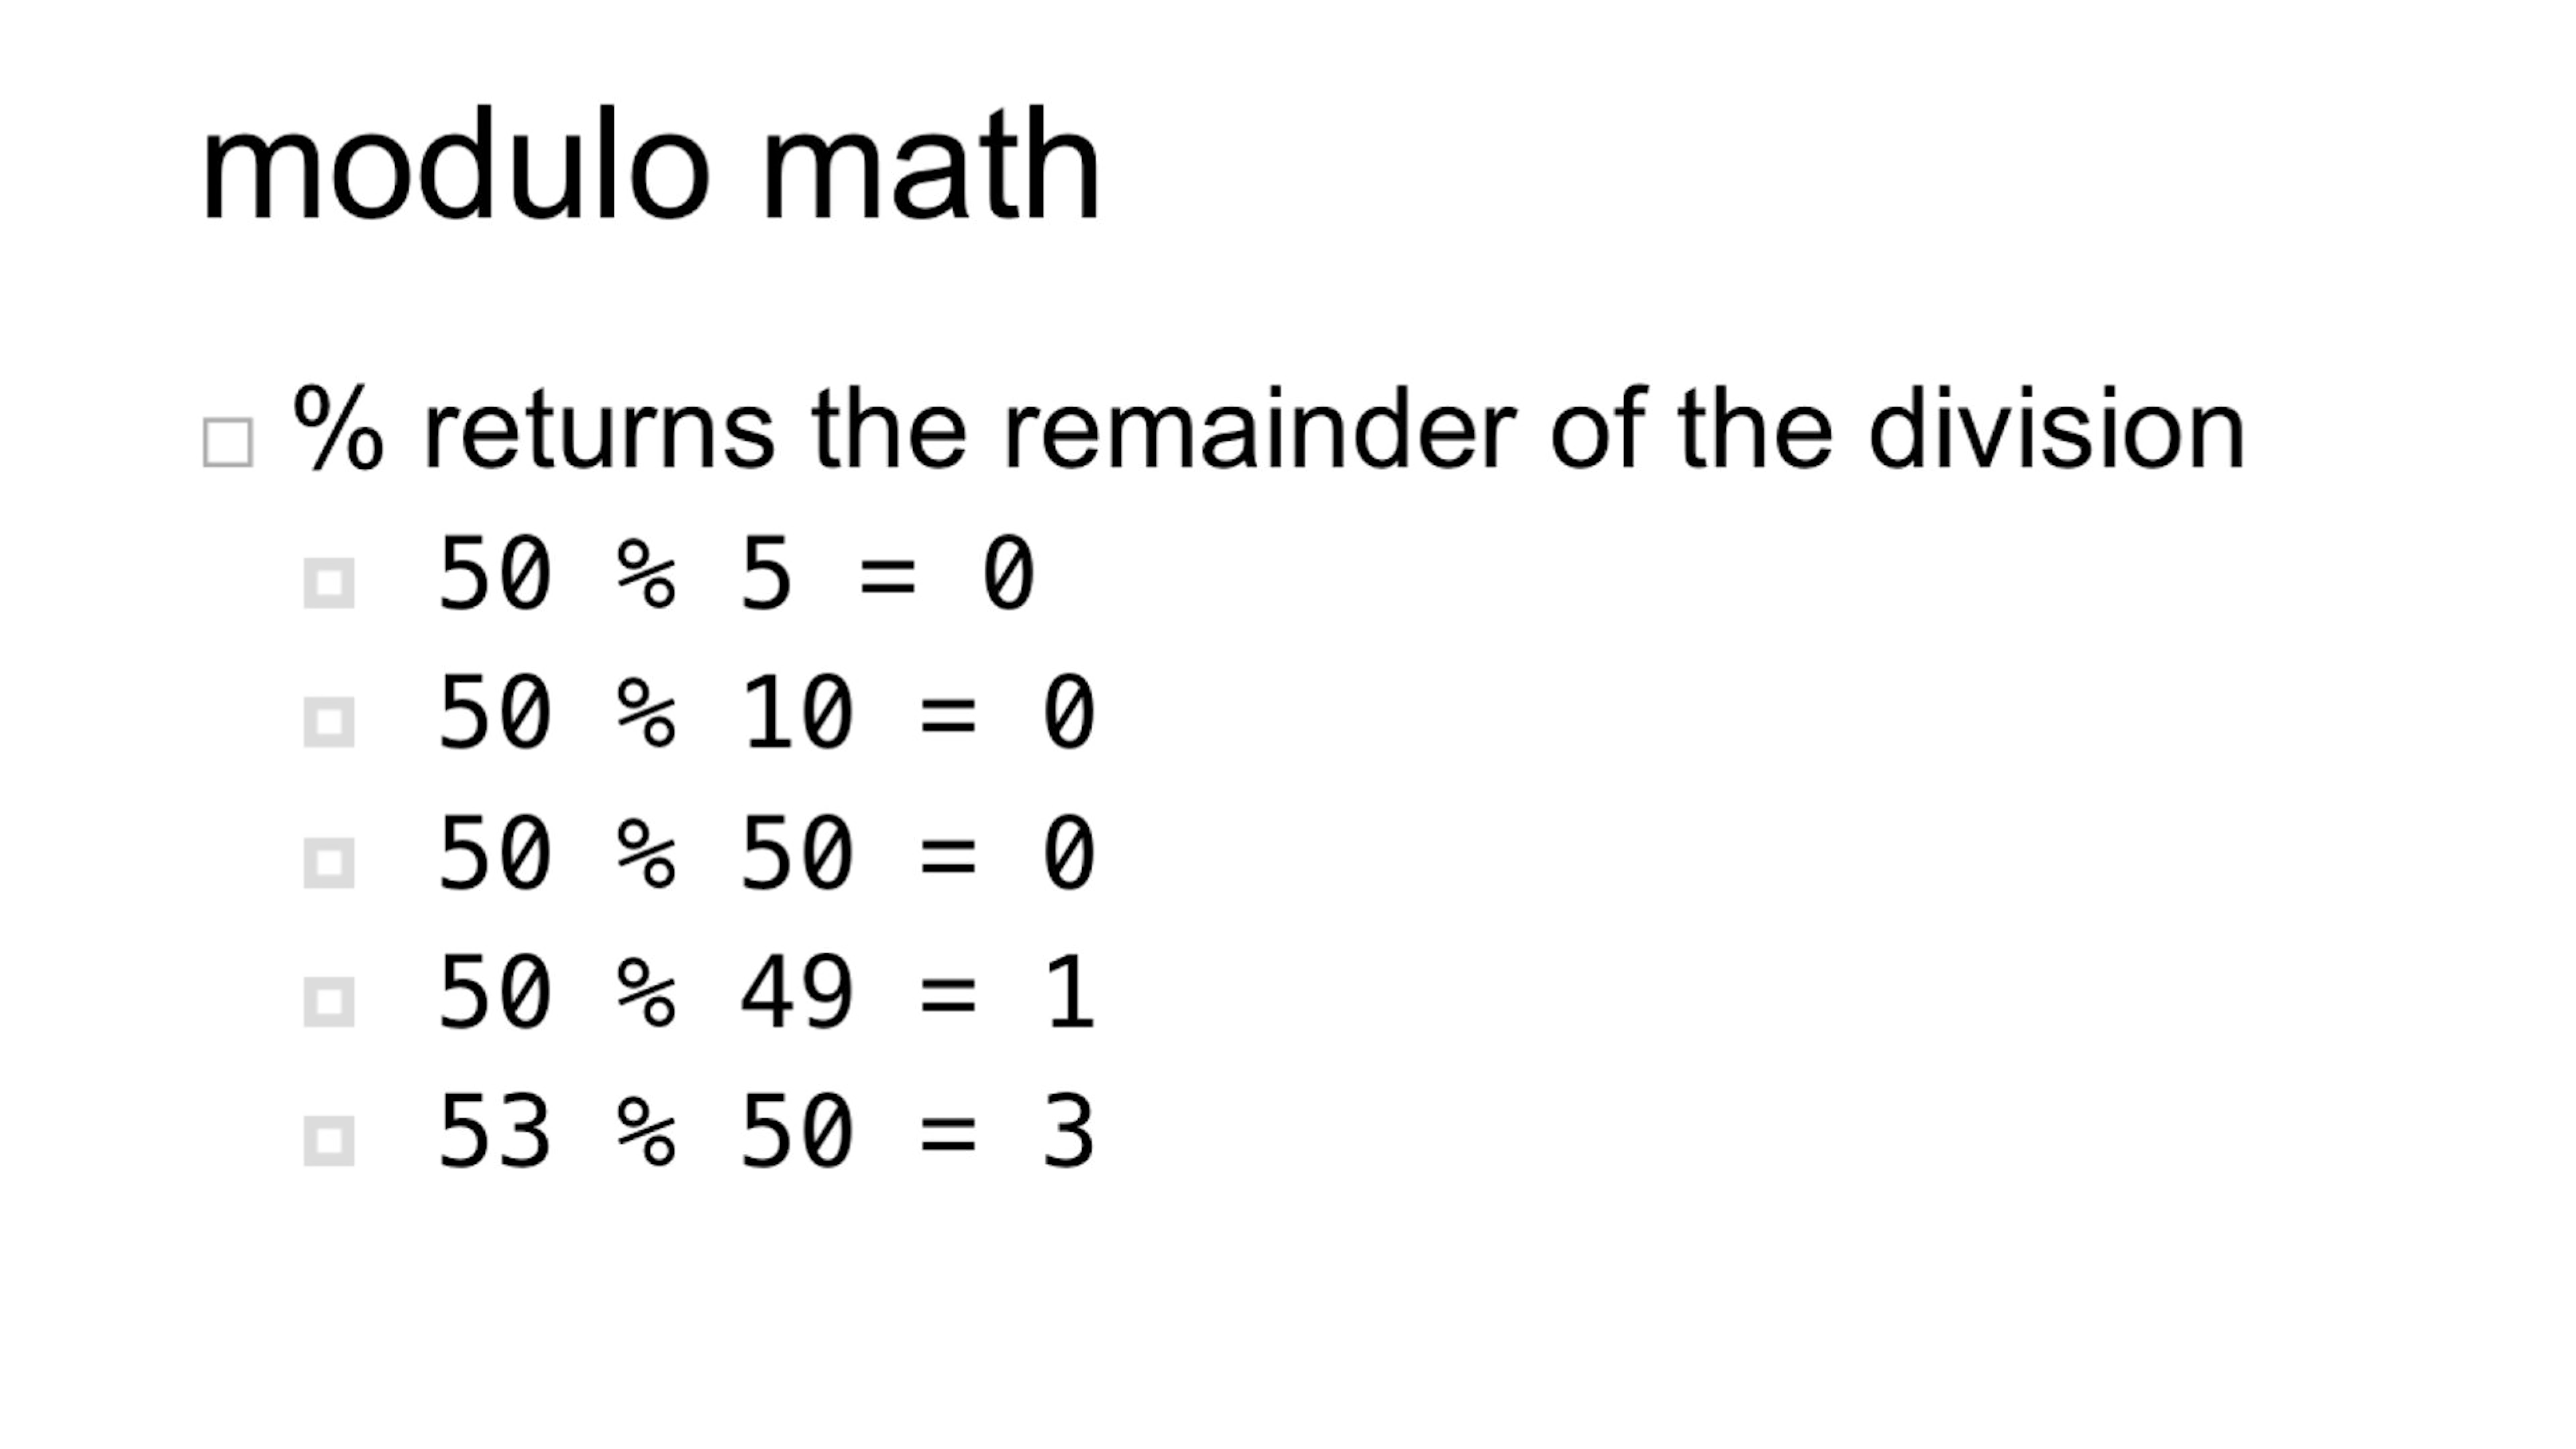 modulo math
% returns the remainder of the division
50 % 5 = 0
50 % 10 = 0
50 % 50 = 0
50 % 49 = 1
53 % 50 = 3